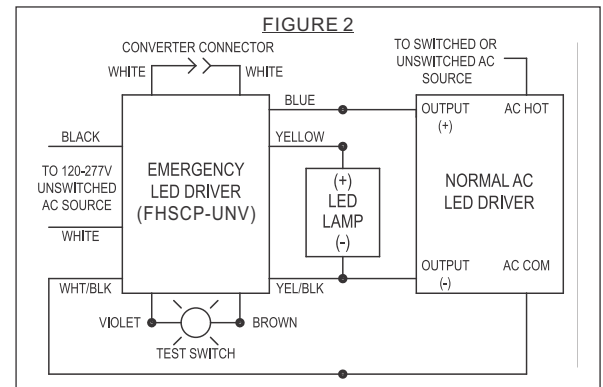 FIGURE 2
CONVERTER CONNECTOR
WHITE
WHITE
TO SWITCHED OR
UNSWITCHED AC
SOURCE
BLUE
OUTPUT
(+)
AC HOT
BLACK
YELLOW
TO 120-277V
UNSWITCHED
AC SOURCE
EMERGENCY
LED DRIVER
(FHSCP-UNV)
(+)
LED
LAMP
(-)
NORMAL AC
LED DRIVER
WHITE
OUTPUT
(-)
AC COM
WHT/BLK
YEL/BLK
VIOLET
BROWN
TEST SWITCH